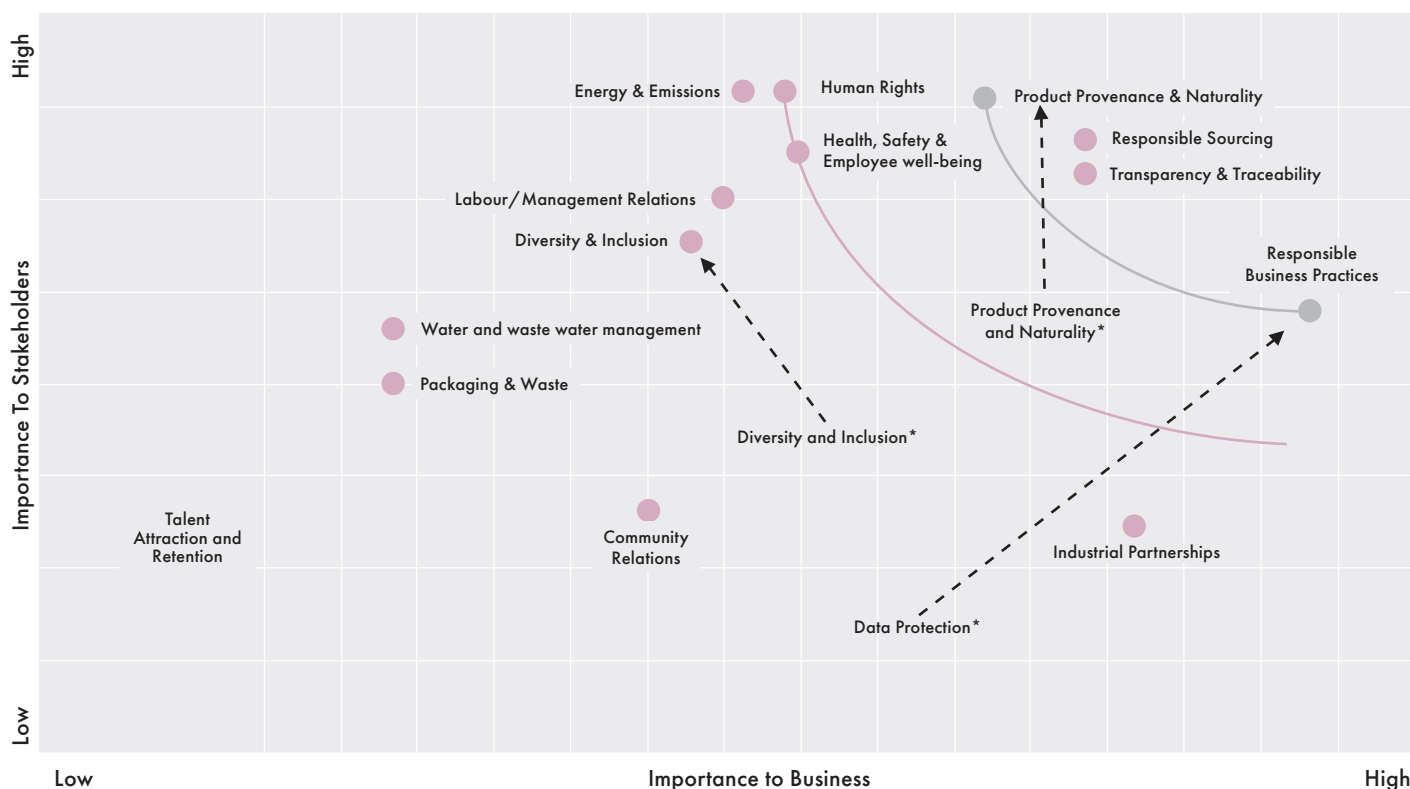 High
Energy & Emissions
Human Rights
Product Provenance & Naturality
Health, Safety &
Employee well-being
Responsible Sourcing
Transparency & Traceability
Labour/Management Relations
Diversity & Inclusion
Responsible
Business Practices
Importance To Stakeholders
Product Provenance
and Naturality*
Water and waste water management
Packaging & Waste
Diversity and Inclusion*
Talent
Attraction and
Retention
Community
Relations
Industrial Partnerships
Data Protection*
Low
Low
Importance to Business
High